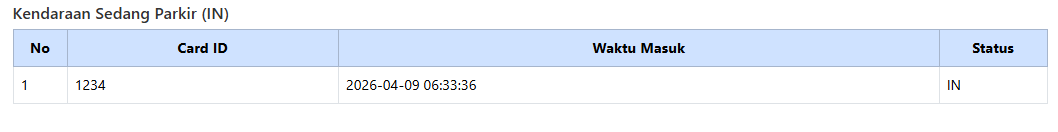 Kendaraan Sedang Parkir (IN)
No Card ID Waktu Masuk Status
1 1234 2026-04-09 06:33:36 IN